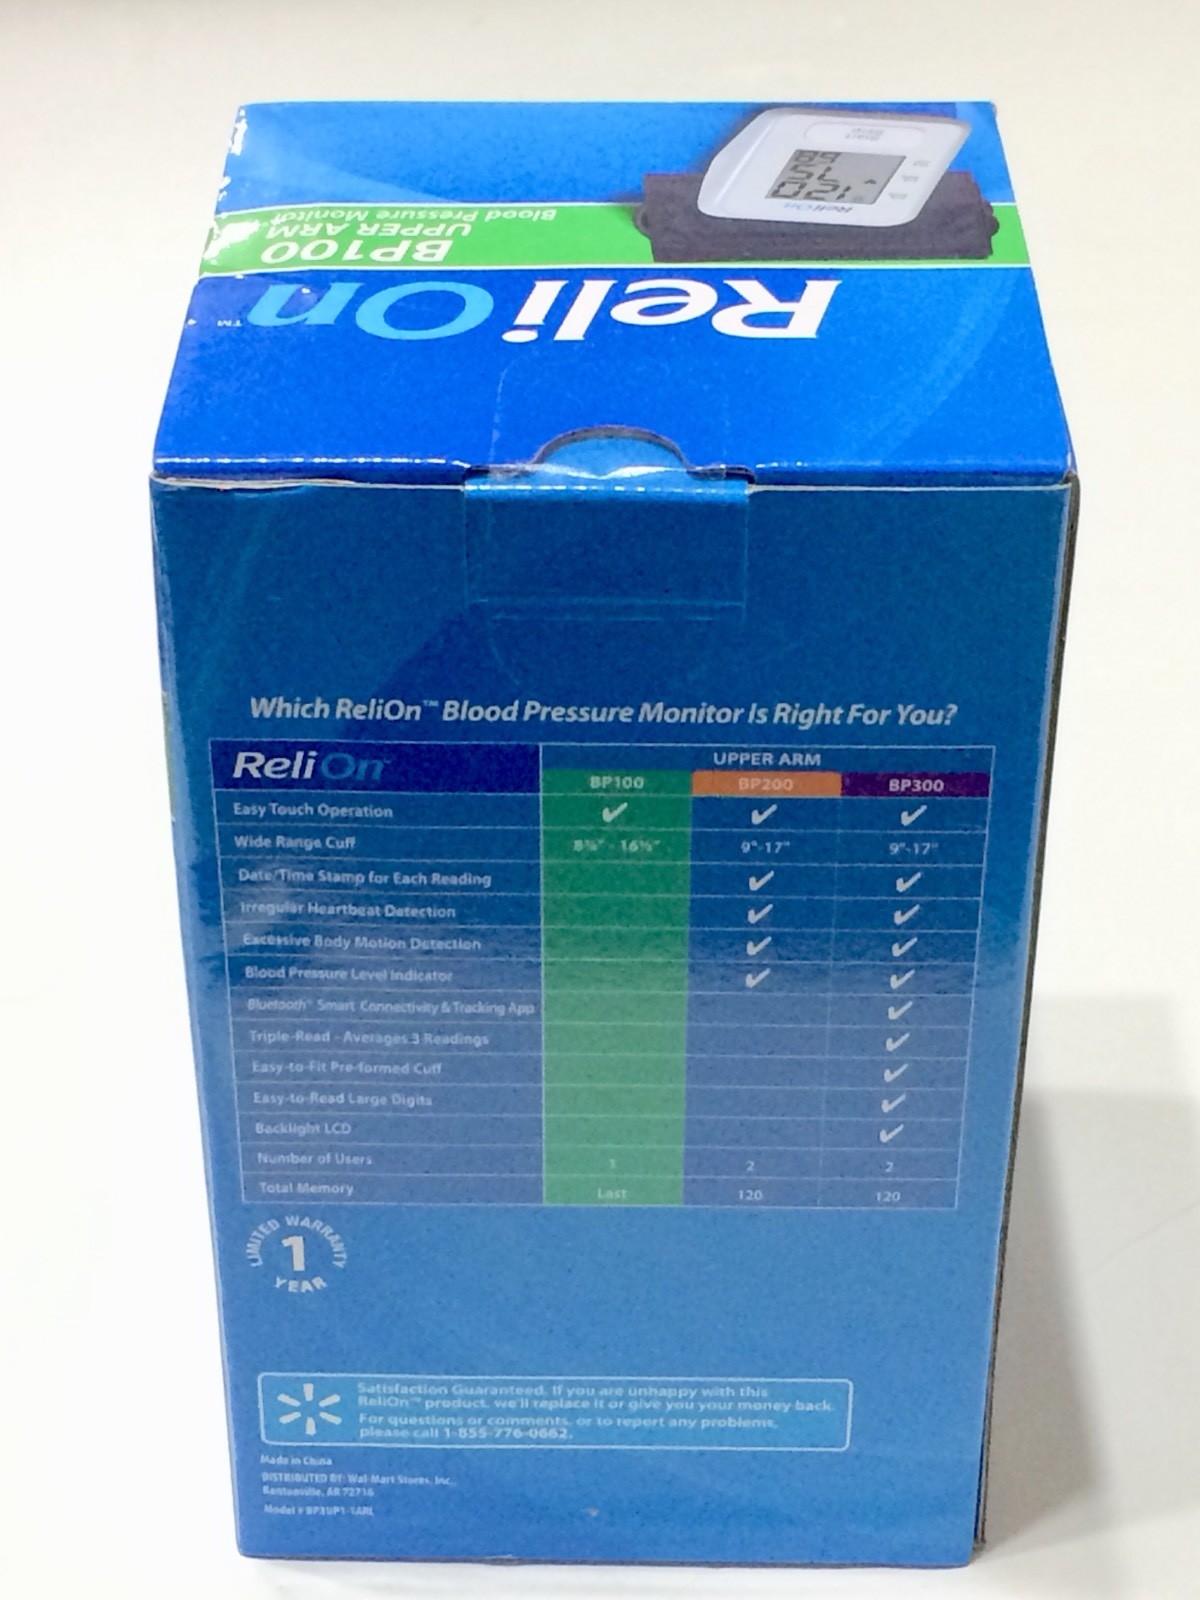 ReliOn™
BP100
UPPER ARM
Blood Pressure Monitor
ReliOn
Which ReliOn™ Blood Pressure Monitor Is Right For You?
ReliOn™ UPPER ARM
BP100 BP200 BP300
Easy Touch Operation ✔ ✔ ✔
Wide Range Cuff 9"-17" 9"-17"
Date/Time Stamp for Each Reading ✔ ✔
Irregular Heartbeat Detection ✔ ✔
Excessive Body Motion Detection ✔ ✔
Blood Pressure Level Indicator ✔ ✔
Bluetooth® Smart Connectivity & Tracking App ✔
Triple-Read - Averages 3 Readings ✔
Easy-to-Fit Pre-formed Cuff ✔
Easy-to-Read Large Digits ✔
Backlight LCD ✔
Number of Users 1 2 2
Total Memory Last 120 120
LIMITED WARRANTY
1
YEAR
Satisfaction Guaranteed. If you are unhappy with this
ReliOn™ product, we'll replace it or give you your money back.
For questions or comments, or to report any problems,
please call 1-855-776-0662.
Made in China
DISTRIBUTED BY: Wal-Mart Stores, Inc.,
Bentonville, AR 72716
Model #